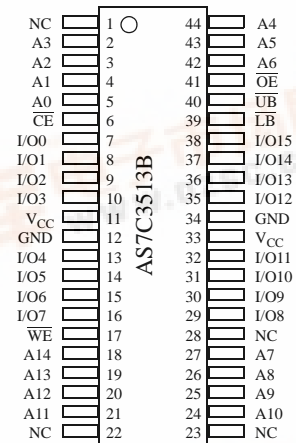 NC 1 44 A4
A3 2 43 A5
A2 3 42 A6
A1 4 41 OE
A0 5 40 UB
CE 6 39 LB
I/O0 7 38 I/O15
I/O1 8 37 I/O14
I/O2 9 36 I/O13
I/O3 10 35 I/O12
VCC 11 34 GND
GND 12 33 VCC
I/O4 13 32 I/O11
I/O5 14 31 I/O10
I/O6 15 30 I/O9
I/O7 16 29 I/O8
WE 17 28 NC
A14 18 27 A7
A13 19 26 A8
A12 20 25 A9
A11 21 24 A10
NC 22 23 NC
AS7C3513B